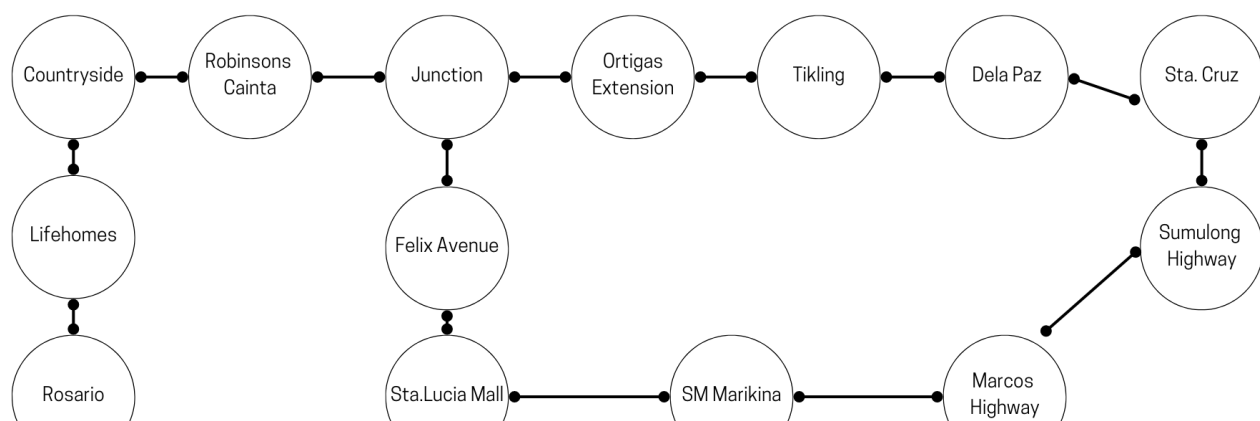 Countryside
Robinsons
Cainta
Junction
Ortigas
Extension
Tikling
Dela Paz
Sta. Cruz
Lifehomes
Felix Avenue
Sumulong
Highway
Rosario
Sta.Lucia Mall
SM Marikina
Marcos
Highway